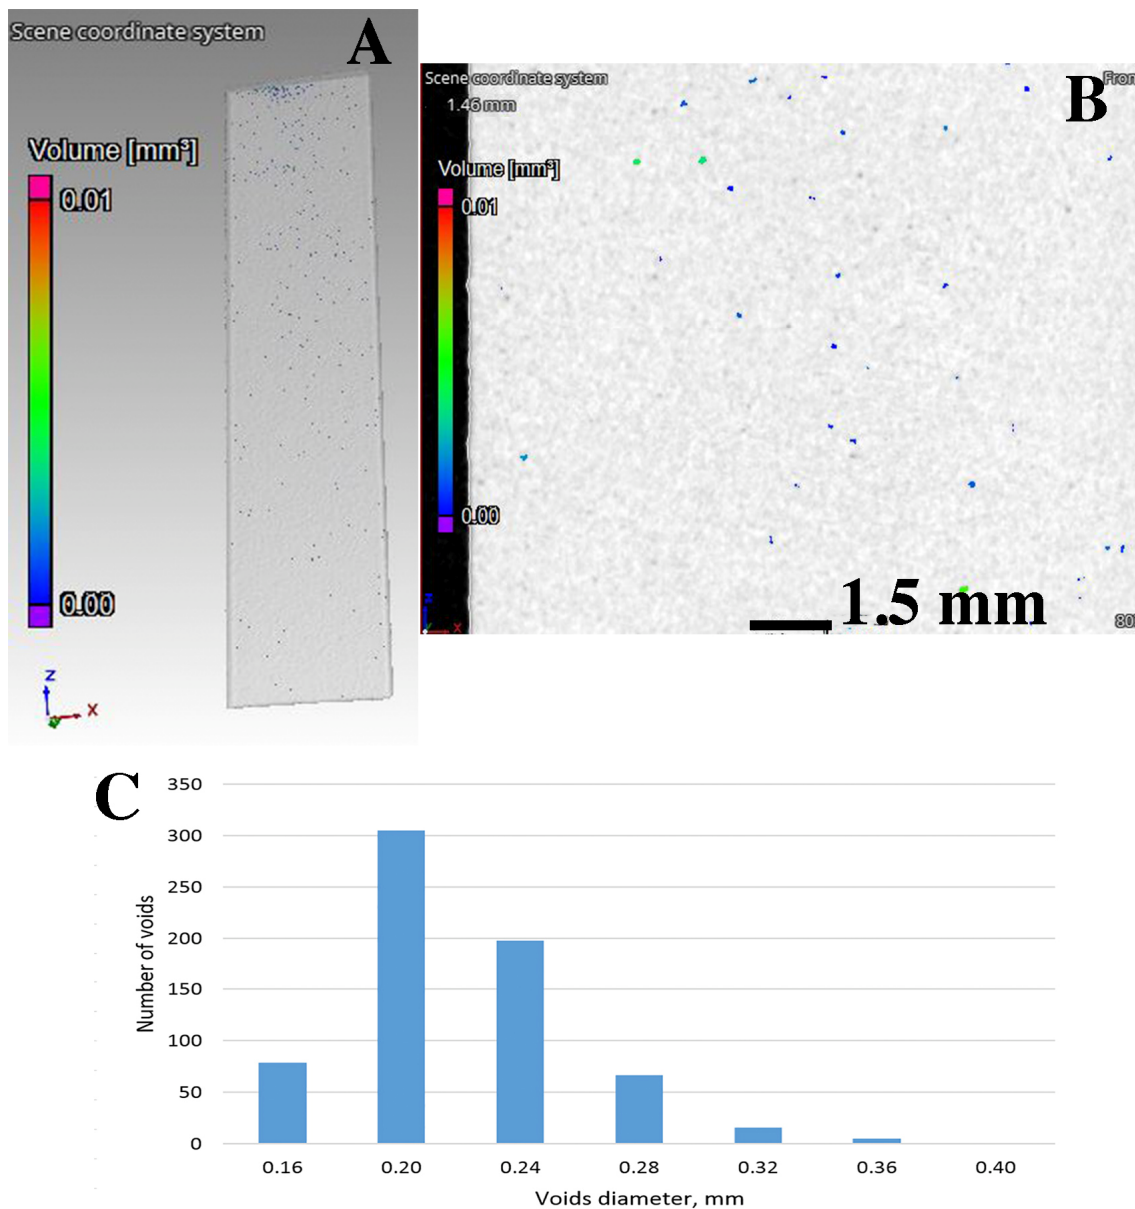 Scene coordinate system
A
Volume [mm³]
0.01
0.00
z
x
Scene coordinate system
1.46 mm
B
Fron
Volume [mm³]
0.01
0.00
1.5 mm
z
x
80
C
350
300
250
200
150
100
50
0
Number of voids
0.16 0.20 0.24 0.28 0.32 0.36 0.40
Voids diameter, mm